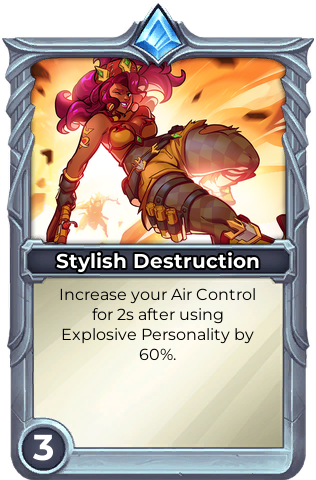 Stylish Destruction
Increase your Air Control
for 2s after using
Explosive Personality by
60%.
3